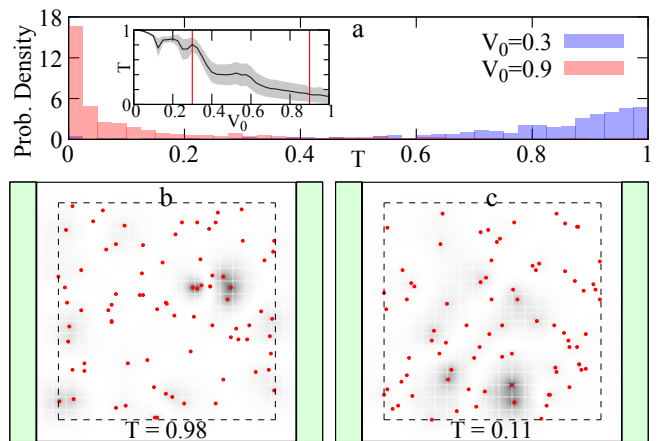 18
12
6
0
Prob. Density
a
V₀=0.3
V₀=0.9
1
T
0
0 0.2 0.4 0.6 0.8 1
V₀
0 0.2 0.4 0.6 0.8 1
T
b
c
T = 0.98
T = 0.11